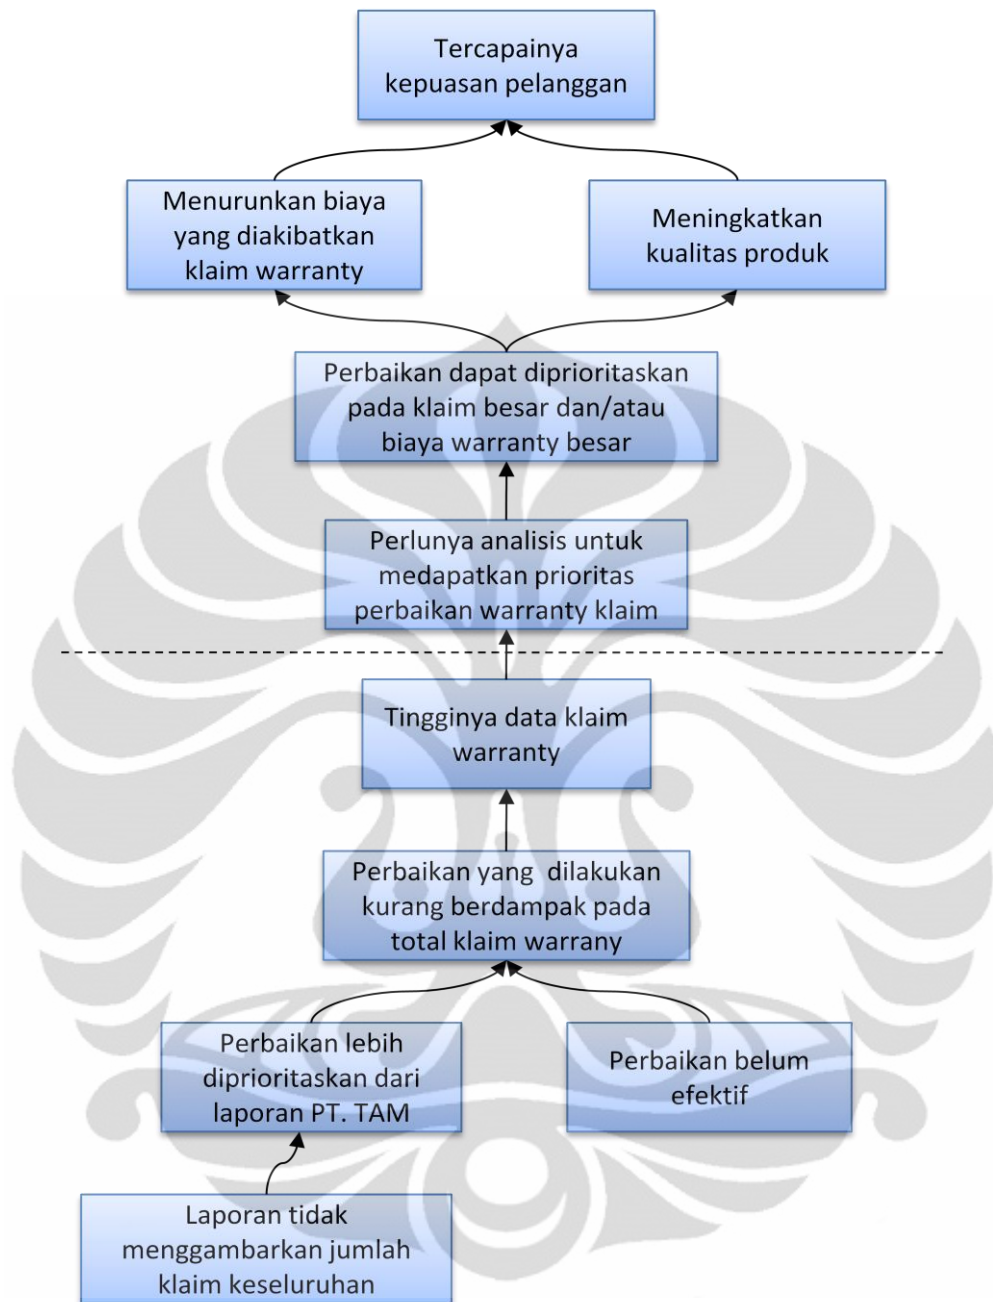 Tercapainya
kepuasan pelanggan
Menurunkan biaya
yang diakibatkan
klaim warranty
Meningkatkan
kualitas produk
Perbaikan dapat diprioritaskan
pada klaim besar dan/atau
biaya warranty besar
Perlunya analisis untuk
medapatkan prioritas
perbaikan warranty klaim
Tingginya data klaim
warranty
Perbaikan yang dilakukan
kurang berdampak pada
total klaim warrany
Perbaikan lebih
diprioritaskan dari
laporan PT. TAM
Perbaikan belum
efektif
Laporan tidak
menggambarkan jumlah
klaim keseluruhan